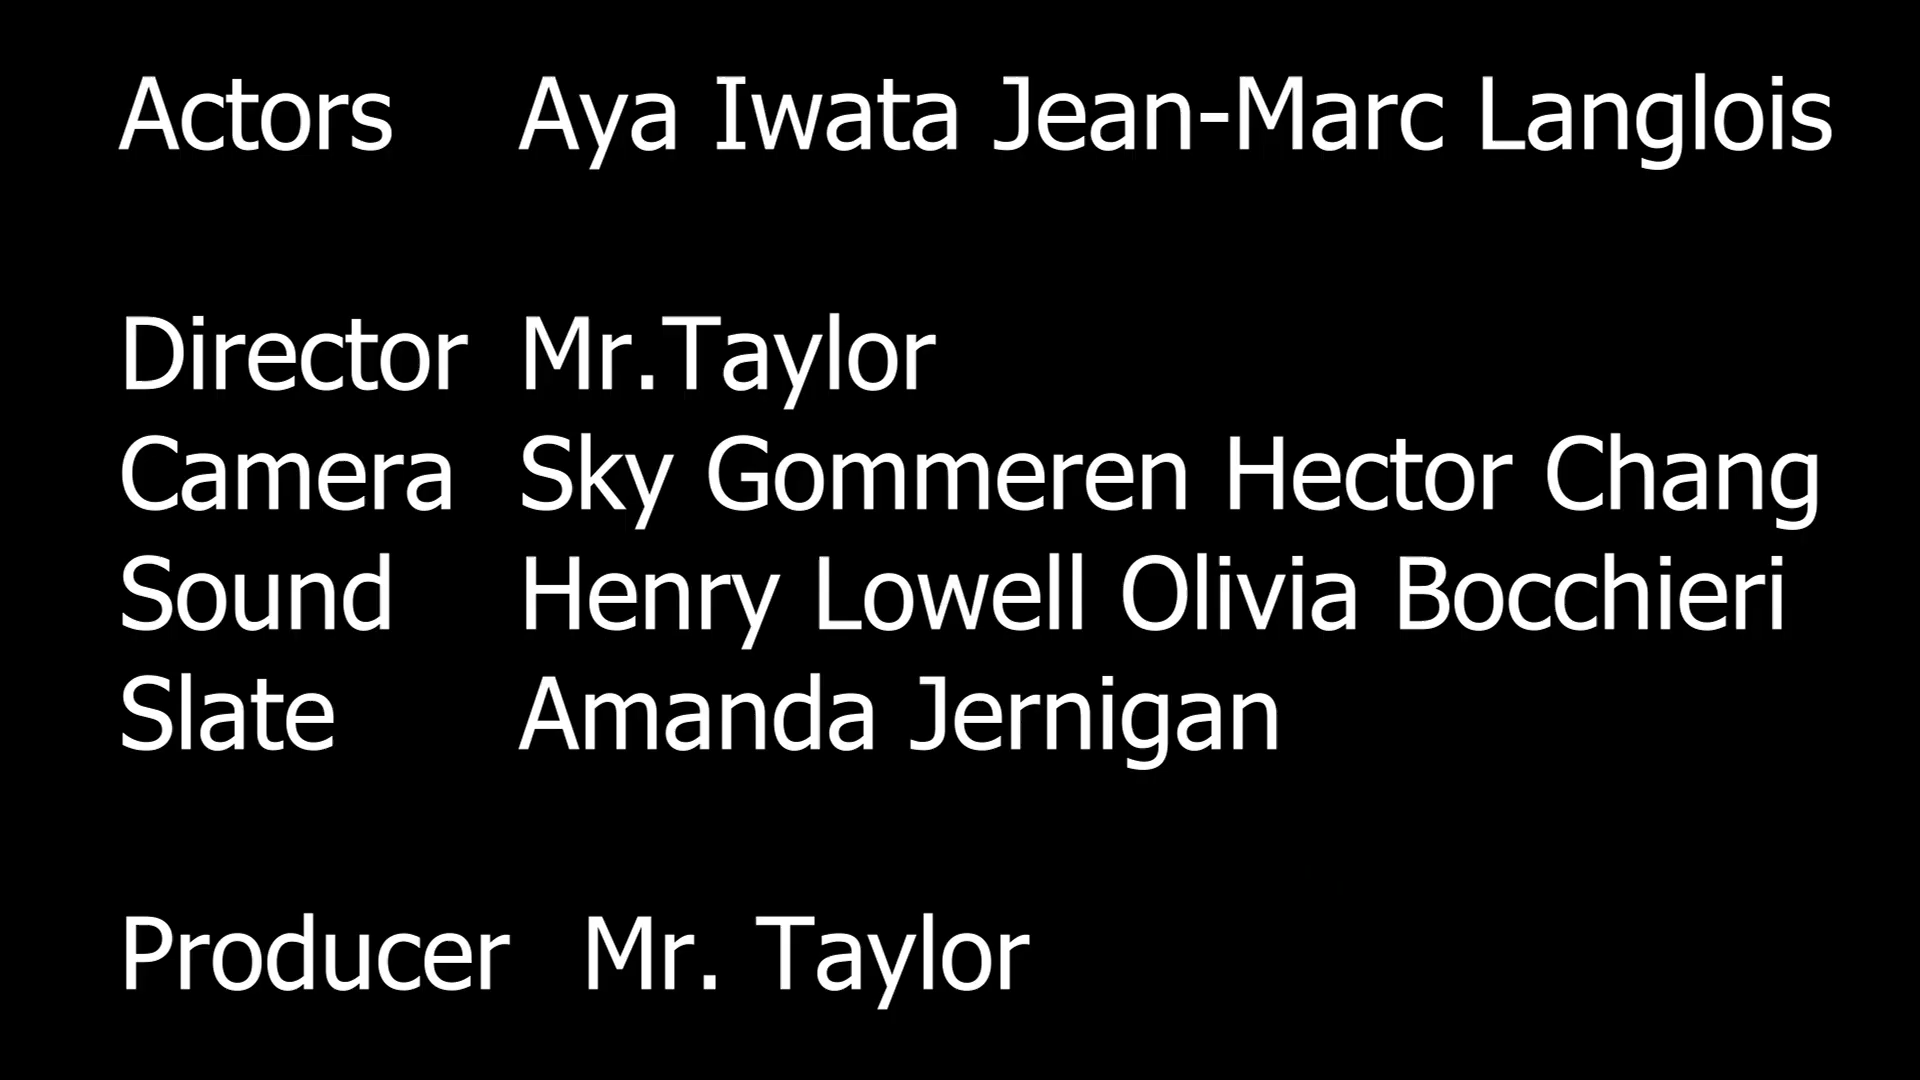 Actors Aya Iwata Jean-Marc Langlois
Director Mr.Taylor
Camera Sky Gommeren Hector Chang
Sound Henry Lowell Olivia Bocchieri
Slate Amanda Jernigan
Producer Mr. Taylor